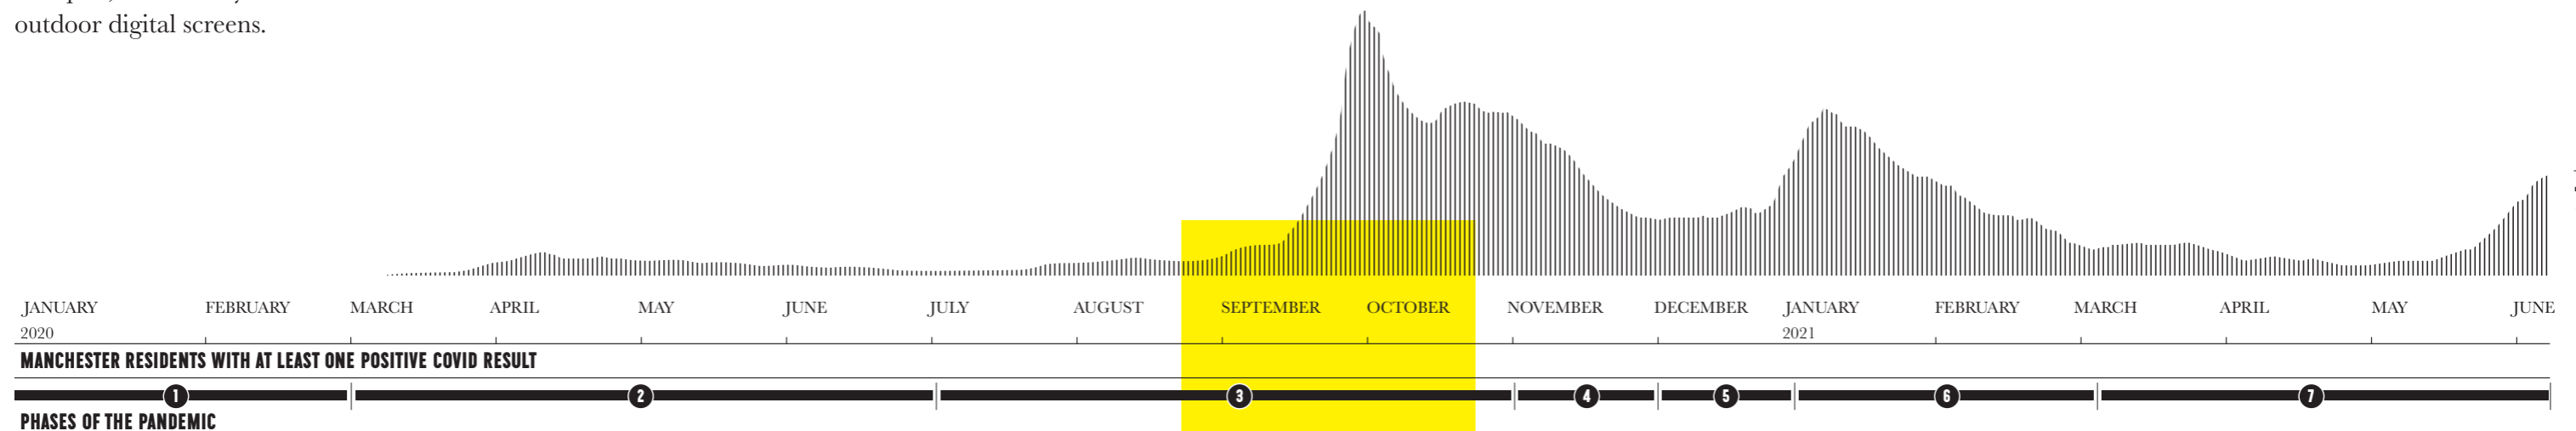 outdoor digital screens.
JANUARY FEBRUARY MARCH APRIL MAY JUNE JULY AUGUST SEPTEMBER OCTOBER NOVEMBER DECEMBER JANUARY FEBRUARY MARCH APRIL MAY JUNE
2020 2021
MANCHESTER RESIDENTS WITH AT LEAST ONE POSITIVE COVID RESULT
1 2 3 4 5 6 7
PHASES OF THE PANDEMIC